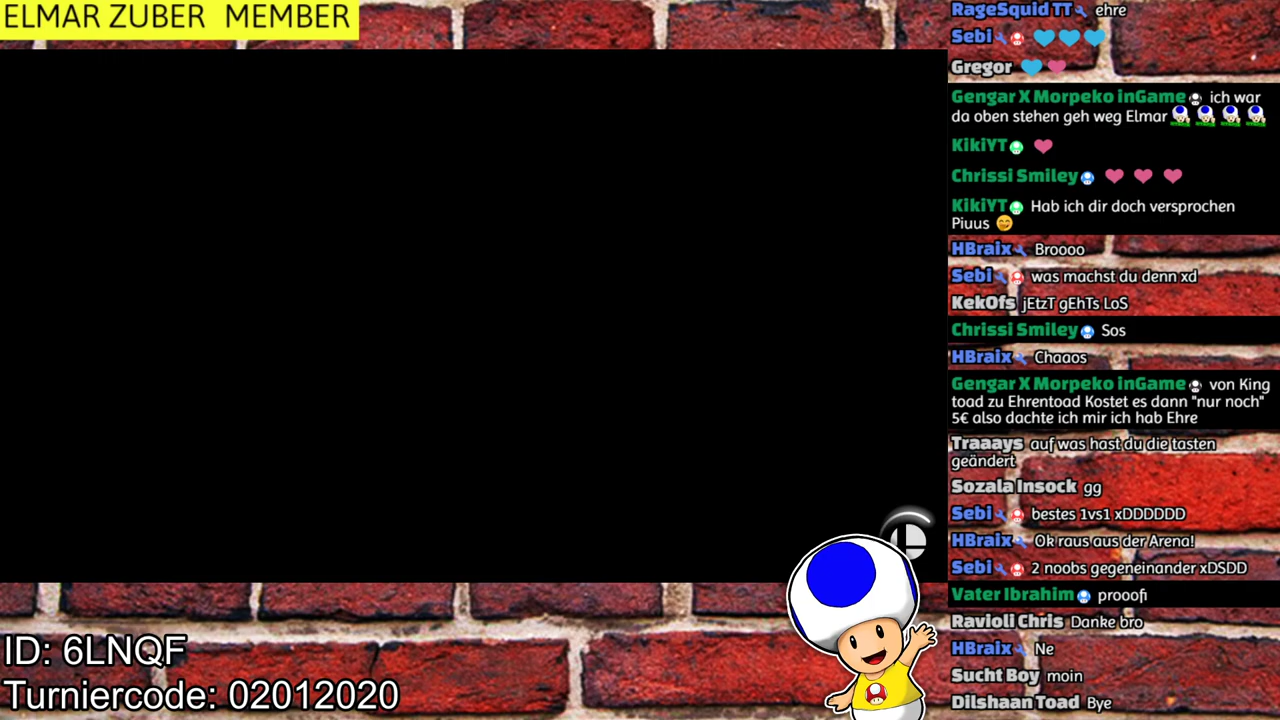 ELMAR ZUBER MEMBER
RageSquid TT ehre
Sebi
Gregor
Gengar X Morpeko inGame ich war
da oben stehen geh weg Elmar
KikiYT
Chrissi Smiley
KikiYT Hab ich dir doch versprochen
Piuus
HBraix Broooo
Sebi was machst du denn xd
KekOfs jEtzT gEhTs LoS
Chrissi Smiley Sos
HBraix Chaaos
Gengar X Morpeko inGame von King
toad zu Ehrentoad Kostet es dann "nur noch"
5€ also dachte ich mir ich hab Ehre
Traaays auf was hast du die tasten
geändert
Sozala Insock gg
Sebi bestes 1vs1 xDDDDDD
HBraix Ok raus aus der Arena!
Sebi 2 noobs gegeneinander xDSDD
Vater Ibrahim prooofi
Ravioli Chris Danke bro
HBraix Ne
Sucht Boy moin
Dilshaan Toad Bye
ID: 6LNQF
Turniercode: 02012020